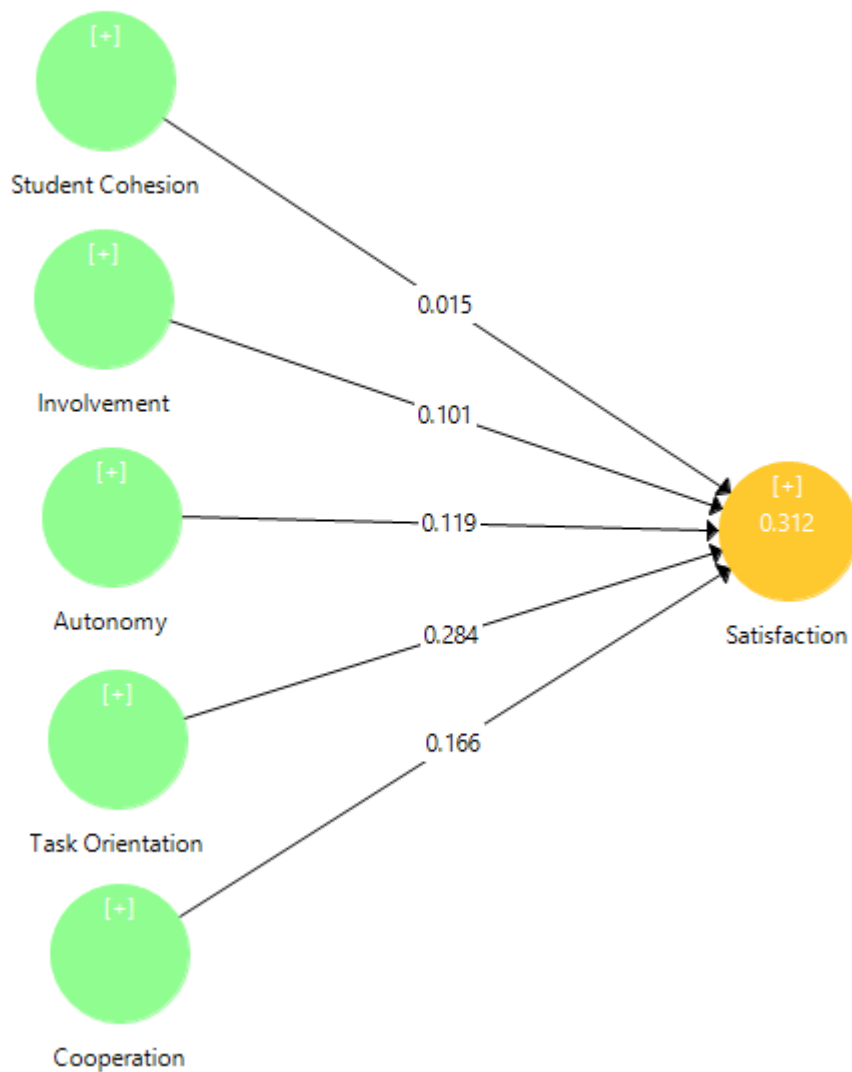 [+]
Student Cohesion
[+]
0.015
Involvement
0.101
[+]
[+]
0.119
0.312
Autonomy
Satisfaction
0.284
[+]
0.166
Task Orientation
[+]
Cooperation